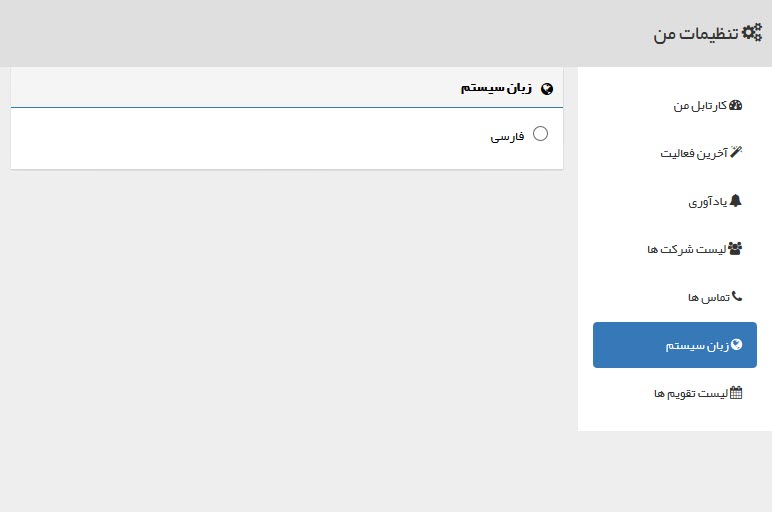 تنظیمات من
کارتابل من
آخرین فعالیت
یادآوری
لیست شرکت ها
تماس ها
زبان سیستم
لیست تقویم ها
زبان سیستم
فارسی